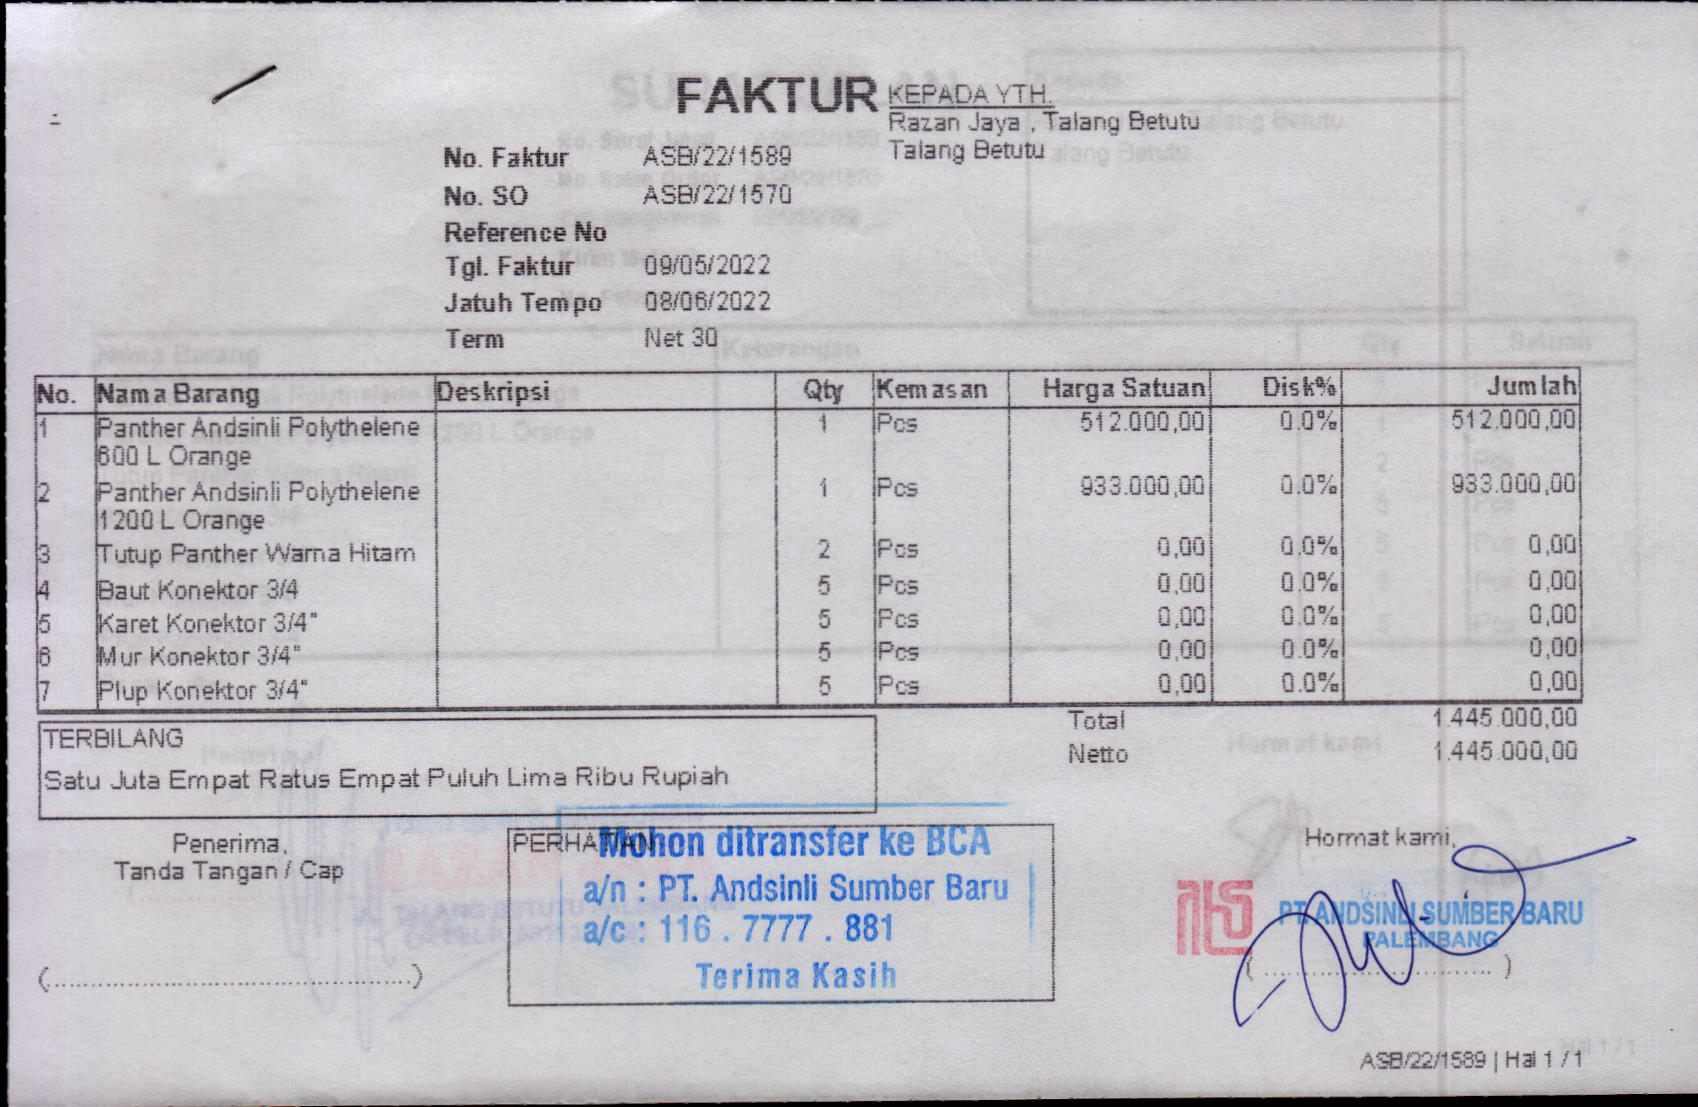 FAKTUR
KEPADA YTH.
Razan Jaya , Talang Betutu
Talang Betutu
No. Faktur ASB/22/1589
No. SO ASB/22/1570
Reference No
Tgl. Faktur 09/05/2022
Jatuh Tempo 08/06/2022
Term Net 30
No. Nama Barang Deskripsi Qty Kemasan Harga Satuan Disk% Jumlah
1 Panther Andsinli Polythelene 1 Pcs 512.000,00 0.0% 512.000,00
600 L Orange
2 Panther Andsinli Polythelene 1 Pcs 933.000,00 0.0% 933.000,00
1200 L Orange
3 Tutup Panther Warna Hitam 2 Pcs 0,00 0.0% 0,00
4 Baut Konektor 3/4 5 Pcs 0,00 0.0% 0,00
5 Karet Konektor 3/4" 5 Pcs 0,00 0.0% 0,00
6 Mur Konektor 3/4" 5 Pcs 0,00 0.0% 0,00
7 Plup Konektor 3/4" 5 Pcs 0,00 0.0% 0,00
Total 1.445.000,00
Netto 1.445.000,00
TERBILANG
Satu Juta Empat Ratus Empat Puluh Lima Ribu Rupiah
Penerima,
Tanda Tangan / Cap
(................................................)
PERHATIAN
Mohon ditransfer ke BCA
a/n : PT. Andsinli Sumber Baru
a/c : 116 . 7777 . 881
Terima Kasih
Hormat kami,
PT. ANDSINLI SUMBER BARU
PALEMBANG
(..............................)
ASB/22/1589 | Hal 1 / 1